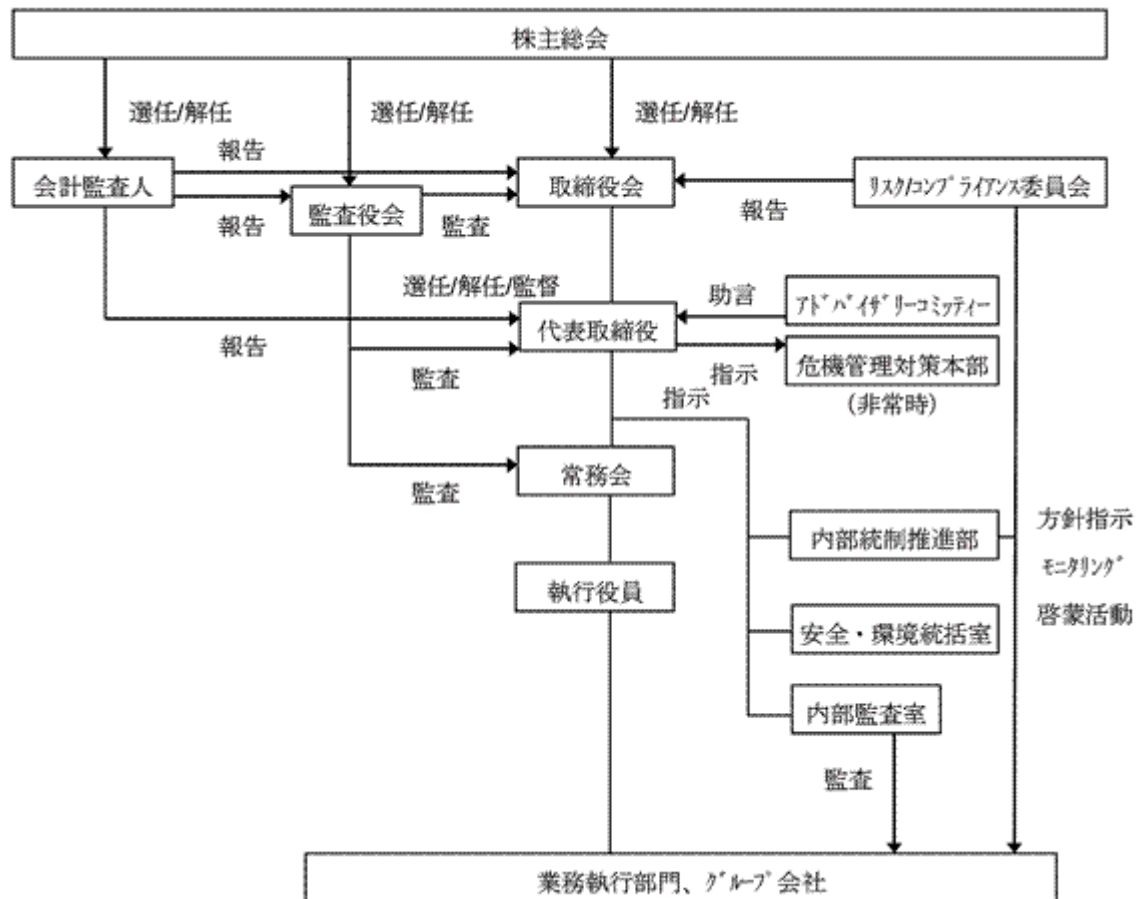 株主総会
選任/解任
選任/解任
選任/解任
報告
会計監査人
取締役会
ﾘｽｸ/ｺﾝﾌﾟﾗｲｱﾝｽ委員会
監査役会
報告
監査
報告
選任/解任/監督
助言
ｱﾄﾞﾊﾞｲｻﾞﾘｰｺﾐｯﾃｨｰ
代表取締役
報告
監査
指示
危機管理対策本部
(非常時)
指示
常務会
監査
内部統制推進部
方針指示
ﾓﾆﾀﾘﾝｸﾞ
執行役員
啓蒙活動
安全・環境統括室
内部監査室
監査
業務執行部門、ｸﾞﾙｰﾌﾟ会社